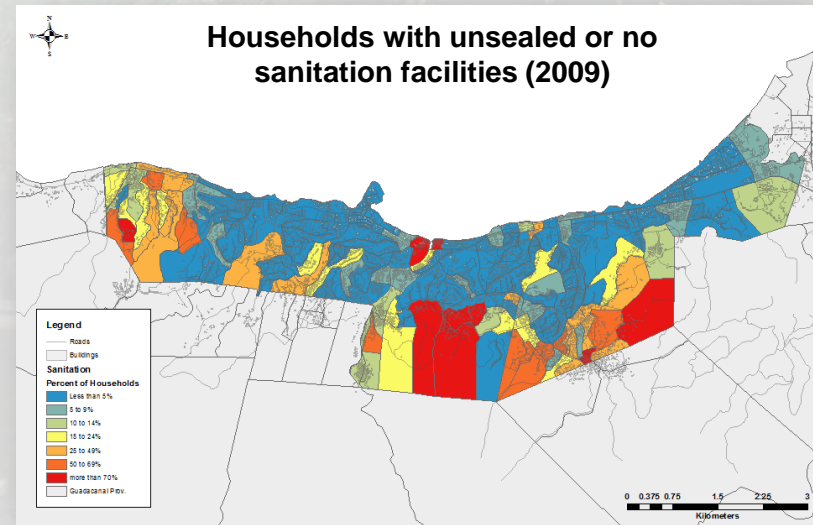 N
W E
S
Households with unsealed or no
sanitation facilities (2009)
Legend
Roads
Buildings
Sanitation
Percent of Households
Less than 5%
5 to 9%
10 to 14%
15 to 24%
25 to 49%
50 to 69%
more than 70%
Guadacanal Prov.
0 0.375 0.75 1.5 2.25 3
Kilometers